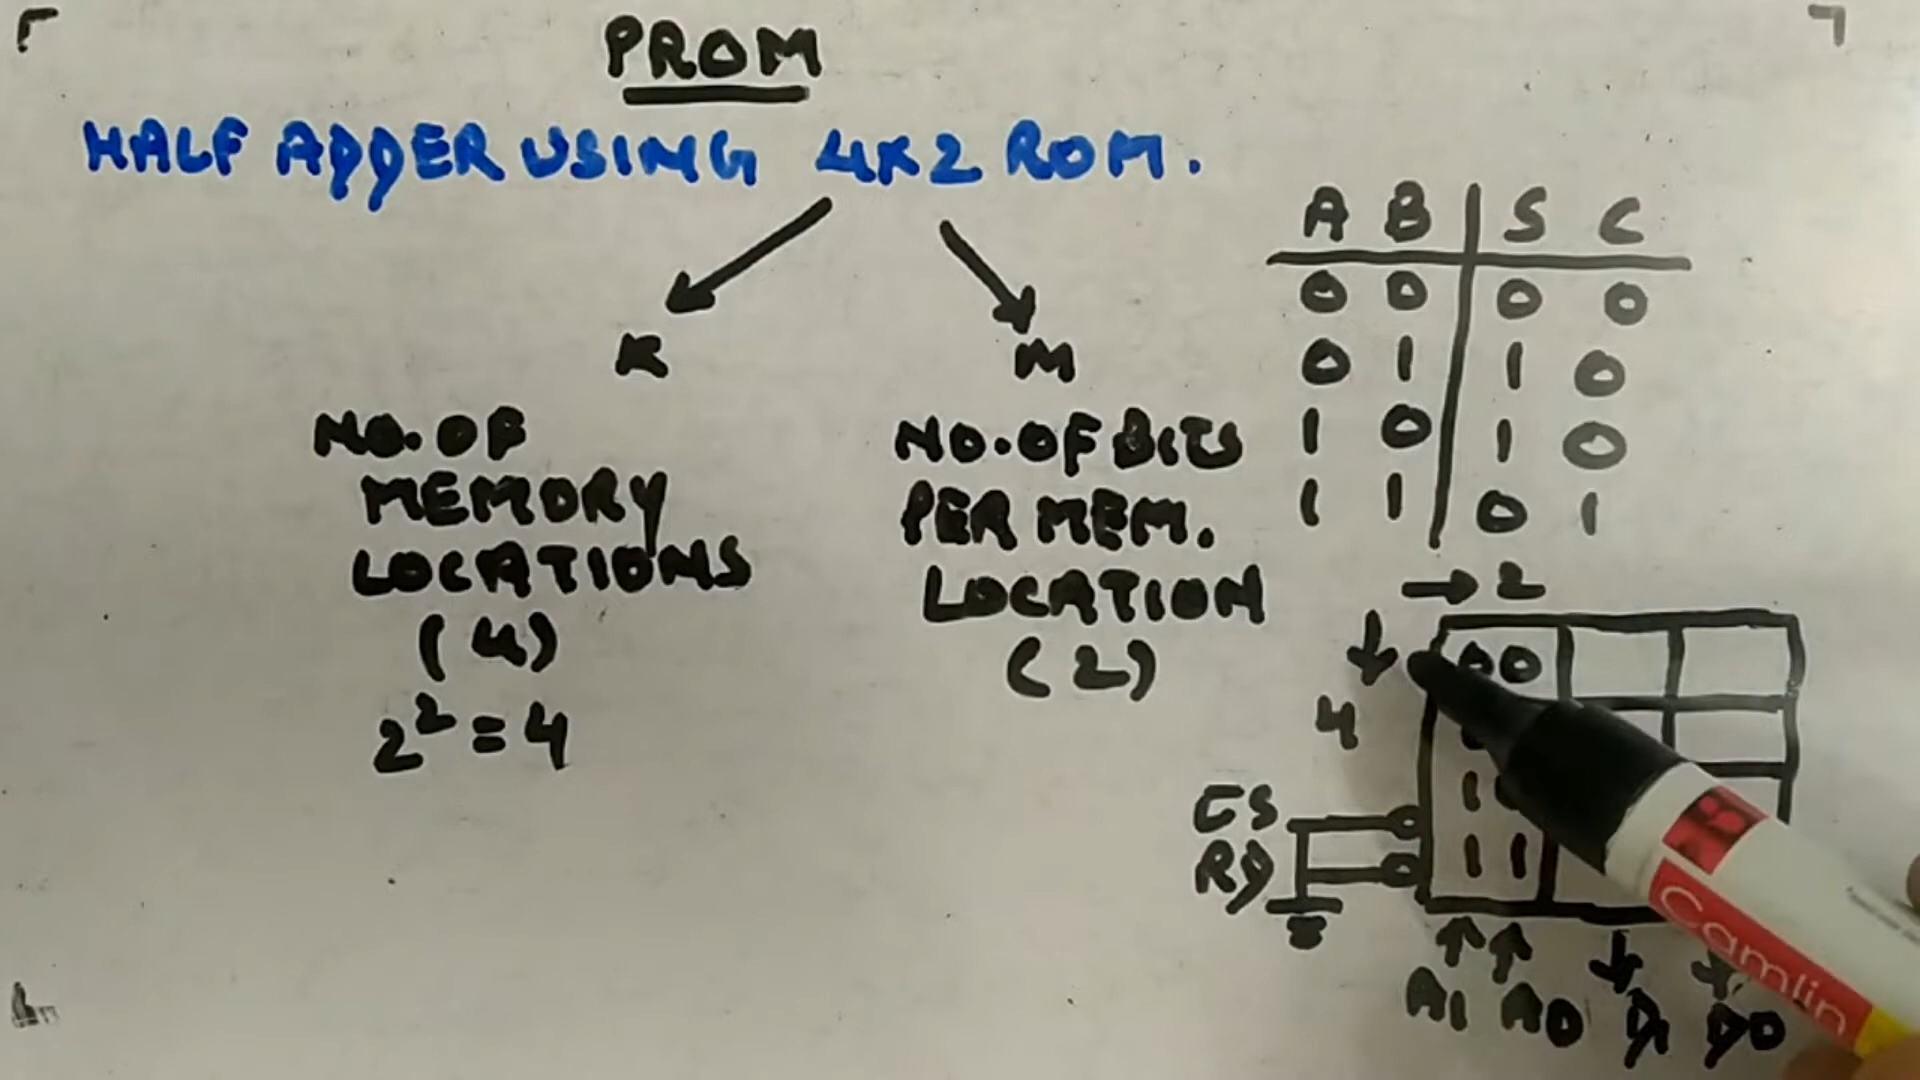 PROM
HALF ADDER USING 4x2 ROM.
K
NO. OF
MEMORY
LOCATIONS
(4)
2² = 4
M
NO. OF BITS
PER MEM.
LOCATION
(2)
A B S C
0 0 0 0
0 1 1 0
1 0 1 0
1 1 0 1
→ 2
↓
4
00
1
11
CS
RD
A1 A0 D1 D0
Camlin